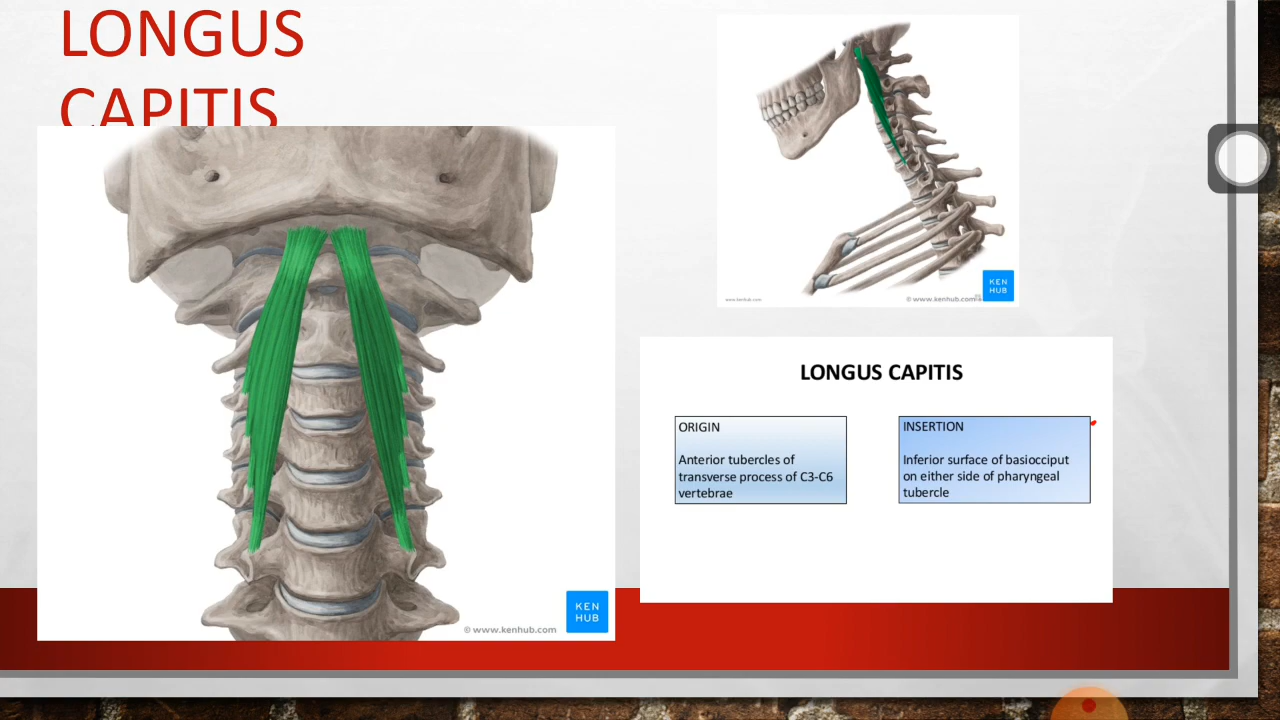 LONGUS
CAPITIS
www.kenhub.com
© www.kenhub.com
KEN
HUB
© www.kenhub.com
KEN
HUB
LONGUS CAPITIS
ORIGIN
Anterior tubercles of
transverse process of C3-C6
vertebrae
INSERTION
Inferior surface of basiocciput
on either side of pharyngeal
tubercle